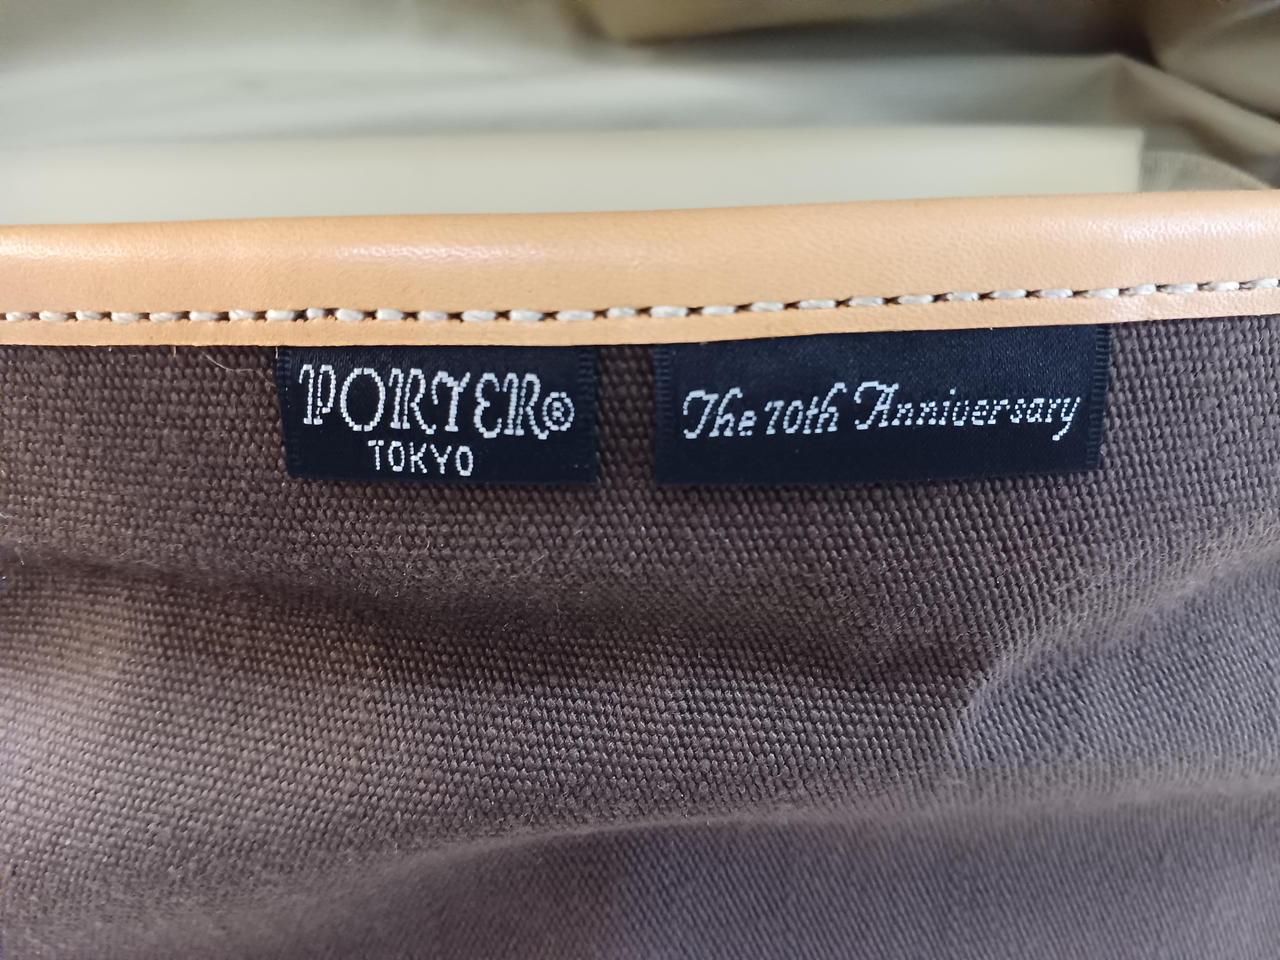 PORTER®
TOKYO
The 70th Anniversary